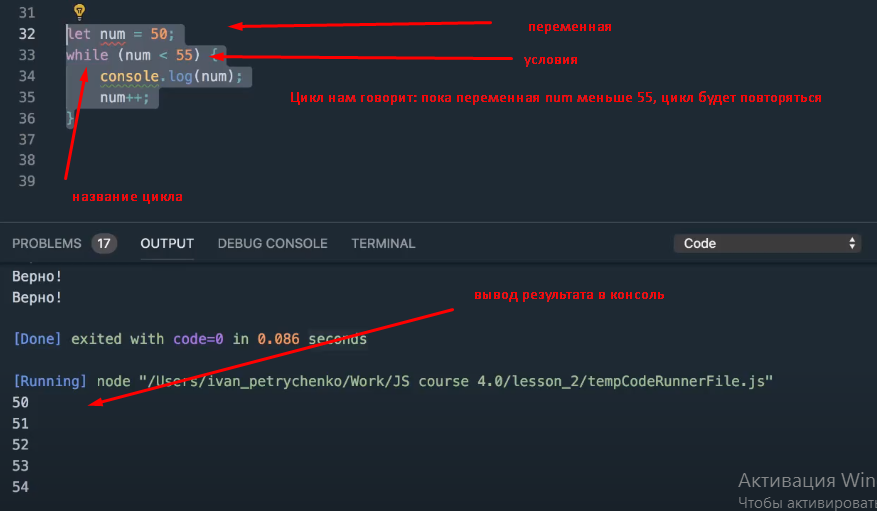 31
32 let num = 50; переменная
33 while (num < 55) { условия
34 console.log(num);
35 num++; Цикл нам говорит: пока переменная num меньше 55, цикл будет повторяться
36 }
37
38
39
название цикла
PROBLEMS 17 OUTPUT DEBUG CONSOLE TERMINAL Code
Верно!
Верно!
вывод результата в консоль
[Done] exited with code=0 in 0.086 seconds
[Running] node "/Users/ivan_petrychenko/Work/JS course 4.0/lesson_2/tempCodeRunnerFile.js"
50
51
52
53
54
Активация Win
Чтобы активировать